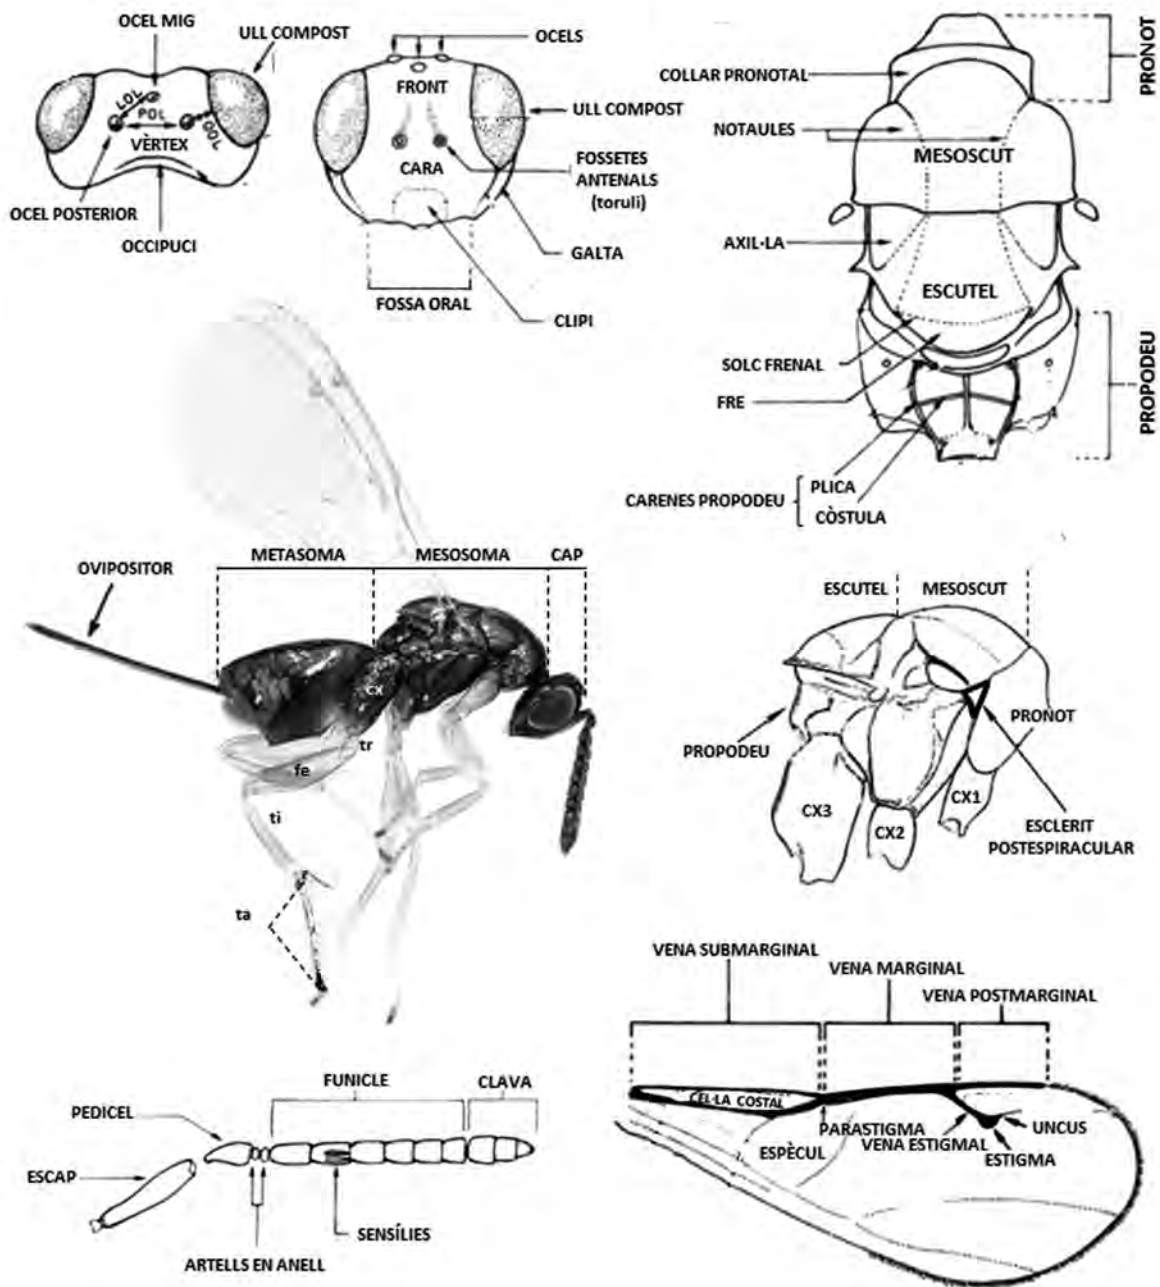 OCEL MIG
ULL COMPOST
LOL
POL
OOL
VÈRTEX
OCEL POSTERIOR
OCCIPUCI
OCELS
FRONT
ULL COMPOST
CARA
FOSSETES
ANTENALS
(toruli)
GALTA
FOSSA ORAL
CLIPI
PRONOT
COLLAR PRONOTAL
NOTAULES
MESOSCUT
AXIL·LA
ESCUTEL
SOLC FRENAL
FRE
PROPODEU
CARENES PROPODEU
PLICA
CÒSTULA
METASOMA
MESOSOMA
CAP
OVIPOSITOR
cx
tr
fe
ti
ta
ESCUTEL
MESOSCUT
PROPODEU
PRONOT
CX3
CX2
CX1
ESCLERIT
POSTESPIRACULAR
FUNICLE
CLAVA
PEDICEL
ESCAP
SENSÍLIES
ARTELLS EN ANELL
VENA SUBMARGINAL
VENA MARGINAL
VENA POSTMARGINAL
CEL·LA COSTAL
PARASTIGMA
UNCUS
ESPÈCUL
VENA ESTIGMAL
ESTIGMA